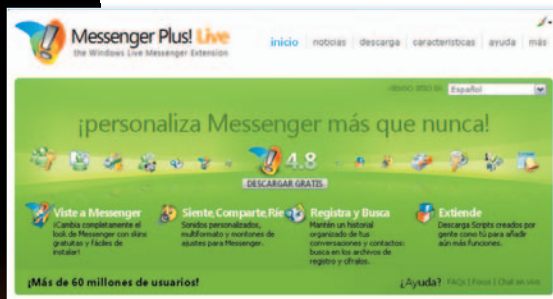 Messenger Plus! Live
the Windows Live Messenger Extension
inicio noticias descarga características ayuda más
Español
¡personaliza Messenger más que nunca!
4.8
DESCARGAR GRATIS
Viste a Messenger
¡Cambia completamente el
look de Messenger con skins
gratuitas y fáciles de
instalar!
Siente,Comparte,Ríe
Sonidos personalizados,
multiformato y montones de
ajustes para Messenger.
Registra y Busca
Mantén un historial
organizado de tus
conversaciones y contactos:
busca en los archivos de
registro y cífralos.
Extiende
Descarga Scripts creados por
gente como tú para añadir
aún más funciones.
¡Más de 60 millones de usuarios!
¿Ayuda? FAQs | Foros | Chat en vivo